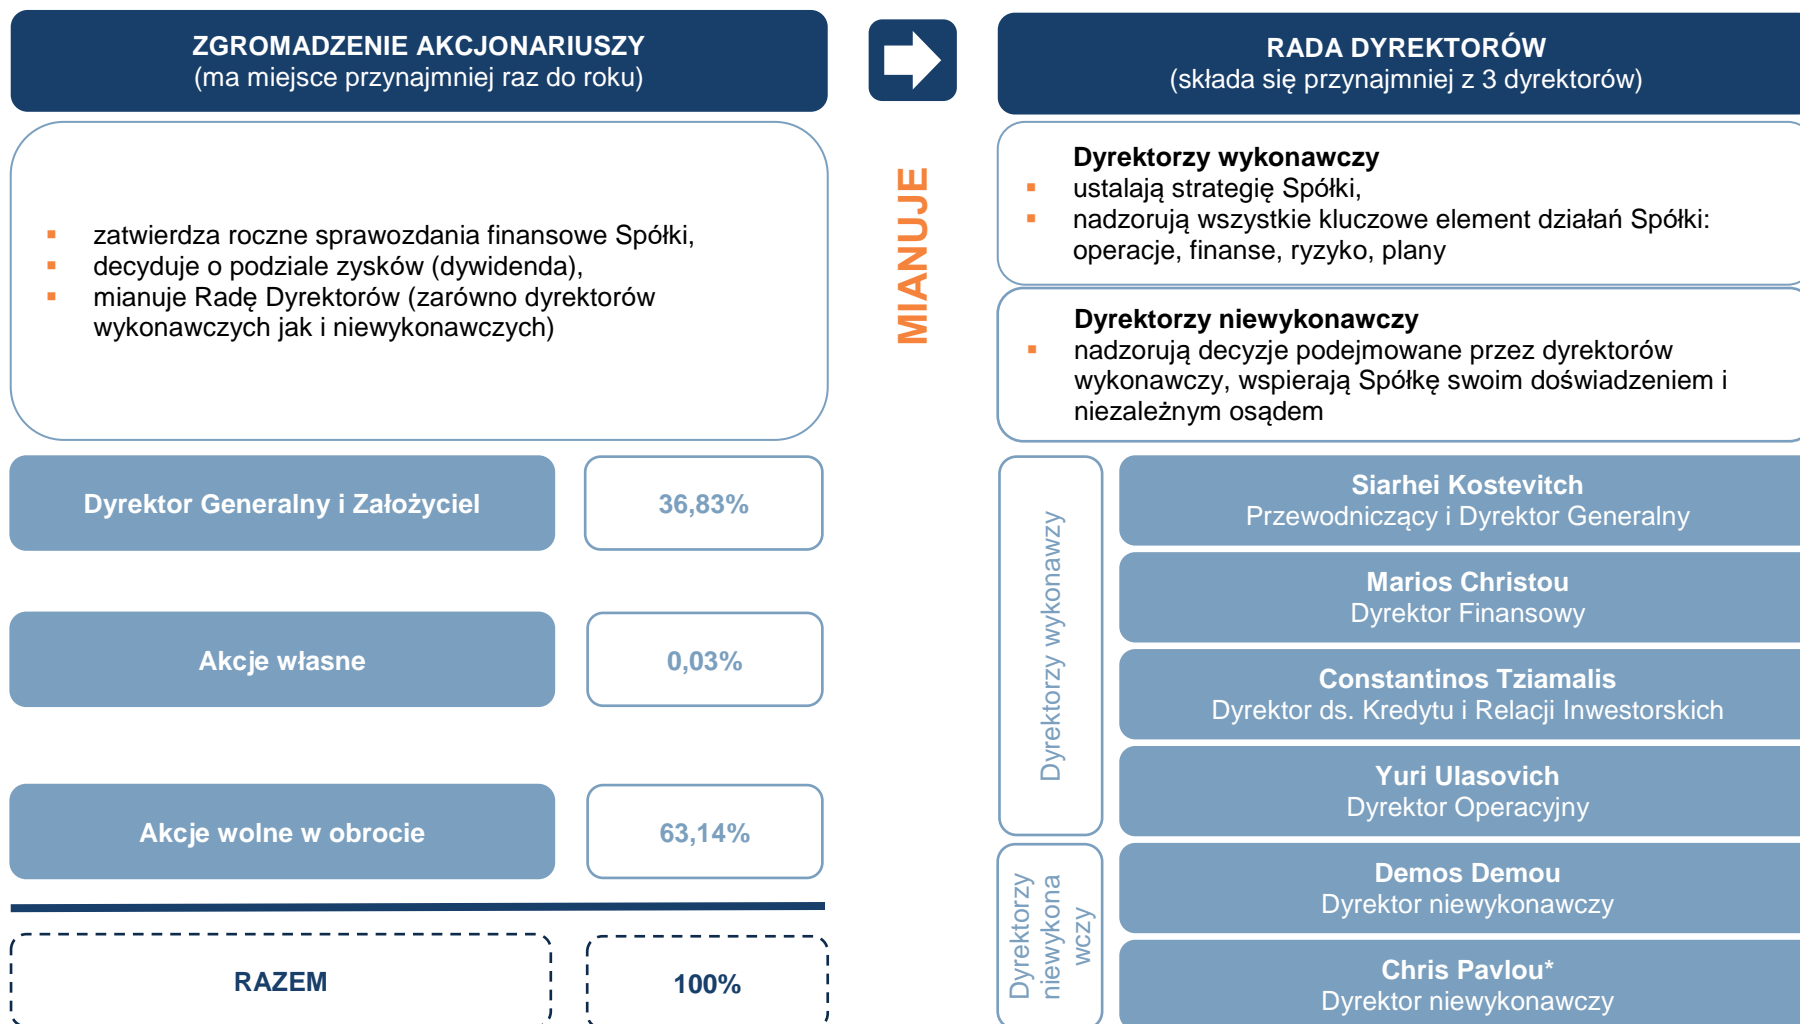 ZGROMADZENIE AKCJONARIUSZY
(ma miejsce przynajmniej raz do roku)
zatwierdza roczne sprawozdania finansowe Spółki,
decyduje o podziale zysków (dywidenda),
mianuje Radę Dyrektorów (zarówno dyrektorów
wykonawczych jak i niewykonawczych)
Dyrektor Generalny i Założyciel
36,83%
Akcje własne
0,03%
Akcje wolne w obrocie
63,14%
RAZEM
100%
MIANUJE
RADA DYREKTORÓW
(składa się przynajmniej z 3 dyrektorów)
Dyrektorzy wykonawczy
ustalają strategię Spółki,
nadzorują wszystkie kluczowe element działań Spółki:
operacje, finanse, ryzyko, plany
Dyrektorzy niewykonawczy
nadzorują decyzje podejmowane przez dyrektorów
wykonawczy, wspierają Spółkę swoim doświadzeniem i
niezależnym osądem
Dyrektorzy wykonawzy
Siarhei Kostevitch
Przewodniczący i Dyrektor Generalny
Marios Christou
Dyrektor Finansowy
Constantinos Tziamalis
Dyrektor ds. Kredytu i Relacji Inwestorskich
Yuri Ulasovich
Dyrektor Operacyjny
Dyrektorzy
niewykona
wczy
Demos Demou
Dyrektor niewykonawczy
Chris Pavlou*
Dyrektor niewykonawczy